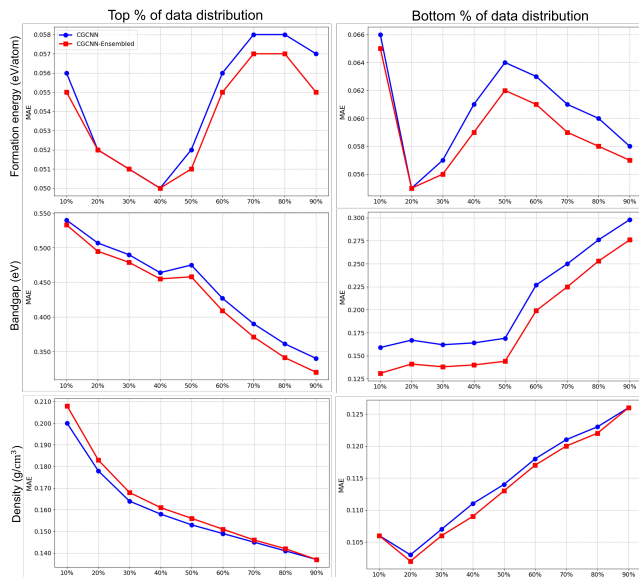 Top % of data distribution
Bottom % of data distribution
Formation energy (eV/atom)
MAE
0.058
0.057
0.056
0.055
0.054
0.053
0.052
0.051
0.050
CGCNN
CGCNN-Ensembled
10% 20% 30% 40% 50% 60% 70% 80% 90%
MAE
0.066
0.064
0.062
0.060
0.058
0.056
10% 20% 30% 40% 50% 60% 70% 80% 90%
Bandgap (eV)
MAE
0.550
0.500
0.450
0.400
0.350
10% 20% 30% 40% 50% 60% 70% 80% 90%
MAE
0.300
0.275
0.250
0.225
0.200
0.175
0.150
0.125
10% 20% 30% 40% 50% 60% 70% 80% 90%
Density (g/cm³)
MAE
0.210
0.200
0.190
0.180
0.170
0.160
0.150
0.140
10% 20% 30% 40% 50% 60% 70% 80% 90%
MAE
0.125
0.120
0.115
0.110
0.105
10% 20% 30% 40% 50% 60% 70% 80% 90%